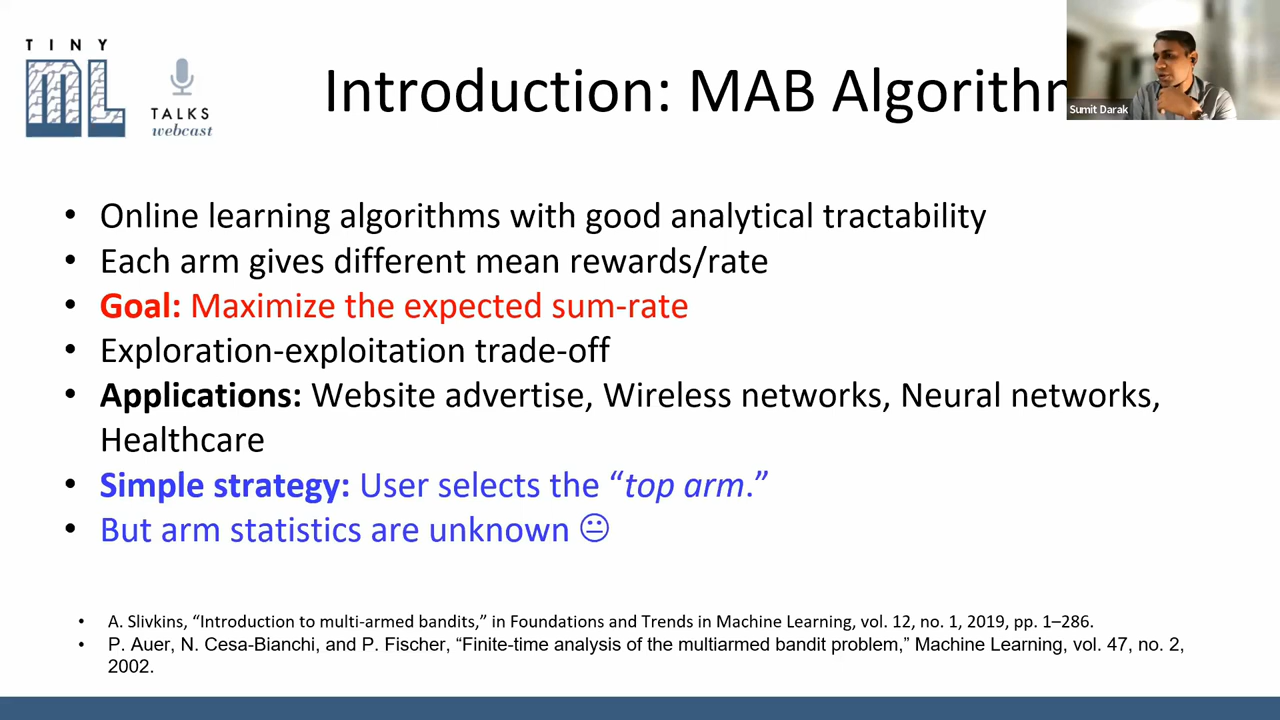 TINY
ML
TALKS
webcast
Introduction: MAB Algorith
Sumit Darak
• Online learning algorithms with good analytical tractability
• Each arm gives different mean rewards/rate
• Goal: Maximize the expected sum-rate
• Exploration-exploitation trade-off
• Applications: Website advertise, Wireless networks, Neural networks,
Healthcare
• Simple strategy: User selects the “top arm.”
• But arm statistics are unknown 😐
• A. Slivkins, “Introduction to multi-armed bandits,” in Foundations and Trends in Machine Learning, vol. 12, no. 1, 2019, pp. 1–286.
• P. Auer, N. Cesa-Bianchi, and P. Fischer, “Finite-time analysis of the multiarmed bandit problem,” Machine Learning, vol. 47, no. 2,
2002.